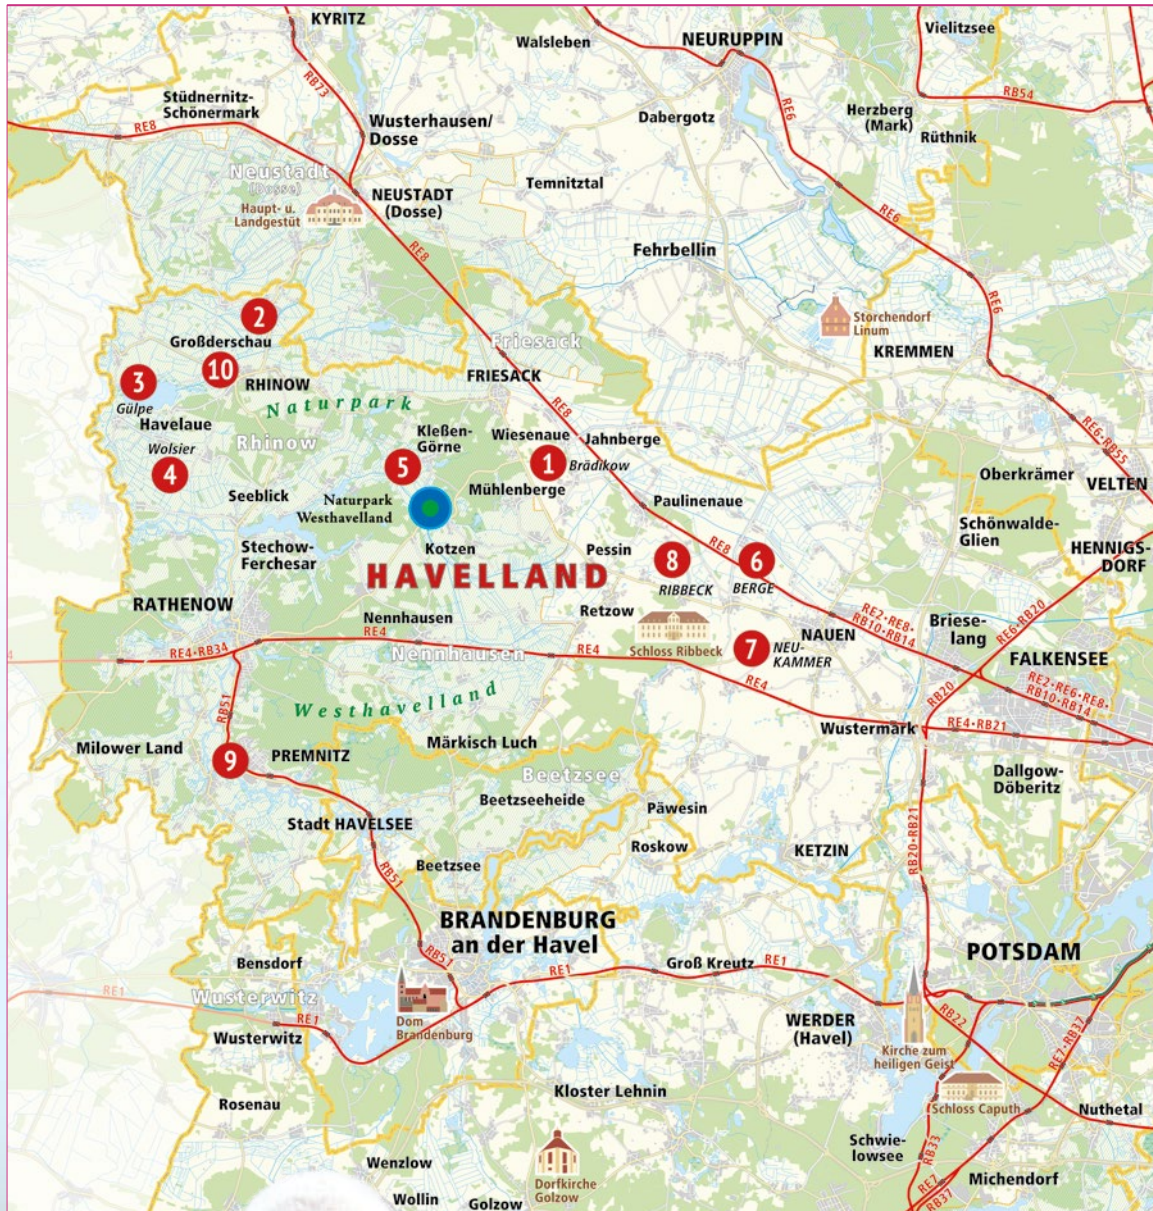 KYRITZ
Walsleben
NEURUPPIN
Vielitzsee
RB73
Stüdnernitz-
Schönermark
RE8
Wusterhausen/
Dosse
Dabergotz
RE6
Herzberg
(Mark)
RB54
Rüthnik
Neustadt
(Dosse)
Haupt- u.
Landgestüt
NEUSTADT
(Dosse)
Temnitztal
RE6
RE8
Fehrbellin
RE6
2
Großderschau
Storchendorf
Linum
KREMMEN
Friesack
FRIESACK
3
Gülpe
10
RHINOW
Naturpark
Havelaue
RE8
Wolsier
4
Rhinow
Kleßen-
Görne
5
Wiesenaue
Jahnberge
1
Brädikow
Mühlenberge
RE6·RB55
Oberkrämer
VELTEN
Seeblick
Naturpark
Westhavelland
Paulinenaue
Schönwalde-
Glien
Stechow-
Ferchesar
Kotzen
HAVELLAND
Pessin
8
RIBBECK
RE8
6
BERGE
HENNIGS-
DORF
RATHENOW
Nennhausen
Retzow
RE2·RE8·
RB10·RB14
Briese-
lang
RE6·RB20
RE4·RB34
RE4
Nennhausen
RE4
Schloss Ribbeck
7
NEU-
KAMMER
NAUEN
FALKENSEE
RE4
RB20
RE2·RE6·RE8·
RB10·RB14
RB51
Westhavelland
Wustermark
RE4·RB21
Milower Land
9
PREMNITZ
Märkisch Luch
Beetzsee
Dallgow-
Döberitz
Beetzseeheide
Päwesin
Stadt HAVELSEE
Roskow
KETZIN
RB20·RB21
Beetzsee
RB51
BRANDENBURG
an der Havel
RB51
Bensdorf
RE1
Groß Kreutz
RE1
POTSDAM
RE1
Wusterwitz
RE1
Wusterwitz
Dom
Brandenburg
WERDER
(Havel)
RB22
Kirche zum
heiligen Geist
RE7·RB37
Rosenau
Kloster Lehnin
Schloss Caputh
Nuthetal
Schwie-
lowsee
RB33
Wenzlow
Dorfkirche
Golzow
Michendorf
Wollin
Golzow
RE7
RB37